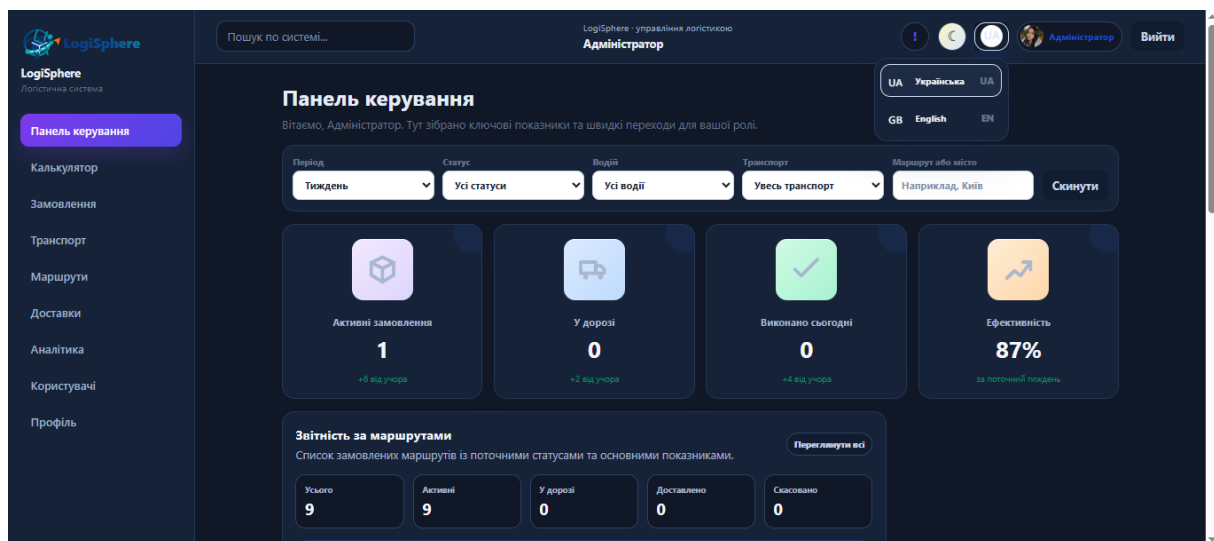 LogiSphere
LogiSphere
Логістична система
Панель керування
Калькулятор
Замовлення
Транспорт
Маршрути
Доставки
Аналітика
Користувачі
Профіль
Пошук по системі...
LogiSphere · управління логістикою
Адміністратор
!
UA
Адміністратор
Вийти
UA Українська UA
GB English EN
Панель керування
Вітаємо, Адміністратор. Тут зібрано ключові показники та швидкі переходи для вашої ролі.
Період
Тиждень
Статус
Усі статуси
Водій
Усі водії
Транспорт
Увесь транспорт
Маршрут або місто
Наприклад, Київ
Скинути
Активні замовлення
1
+6 від учора
У дорозі
0
+2 від учора
Виконано сьогодні
0
+4 від учора
Ефективність
87%
за поточний тиждень
Звітність за маршрутами
Список замовлених маршрутів із поточними статусами та основними показниками.
Переглянути всі
Усього
9
Активні
9
У дорозі
0
Доставлено
0
Скасовано
0